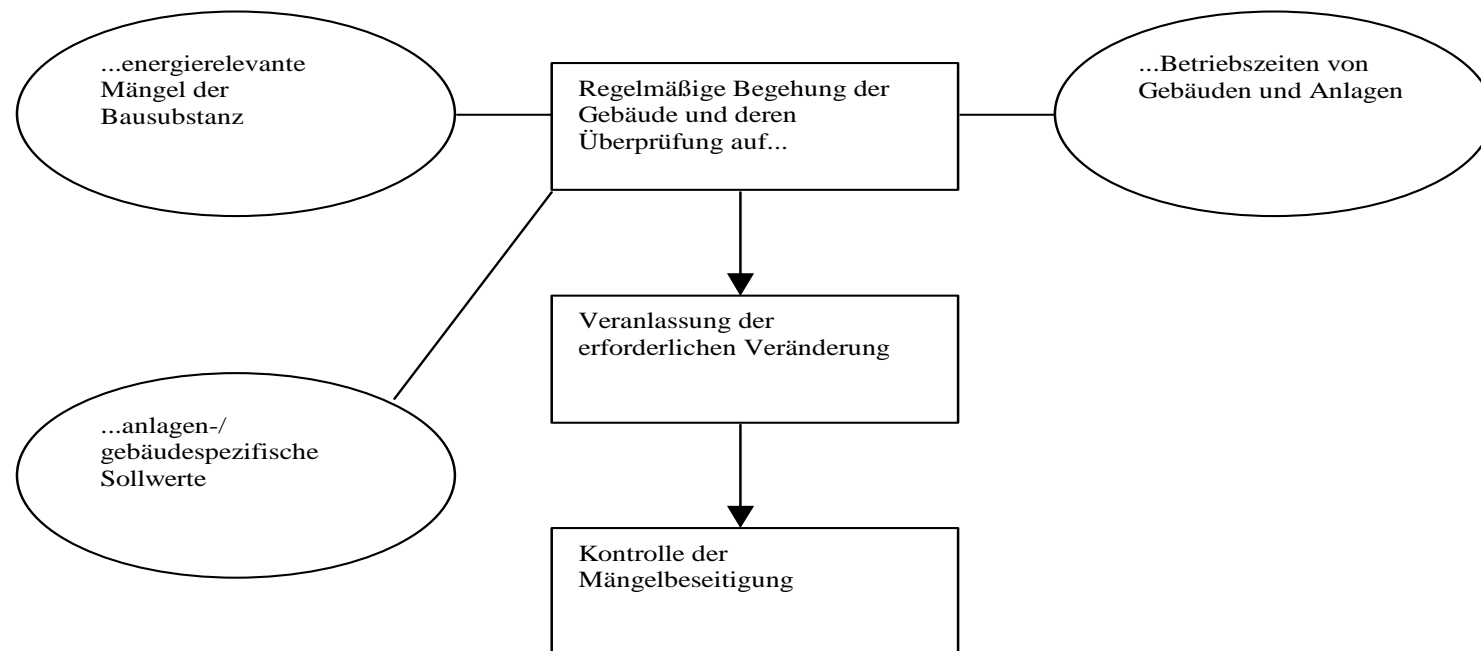 ...energierelevante
Mängel der
Bausubstanz
Regelmäßige Begehung der
Gebäude und deren
Überprüfung auf...
...Betriebszeiten von
Gebäuden und Anlagen
Veranlassung der
erforderlichen Veränderung
...anlagen-/
gebäudespezifische
Sollwerte
Kontrolle der
Mängelbeseitigung